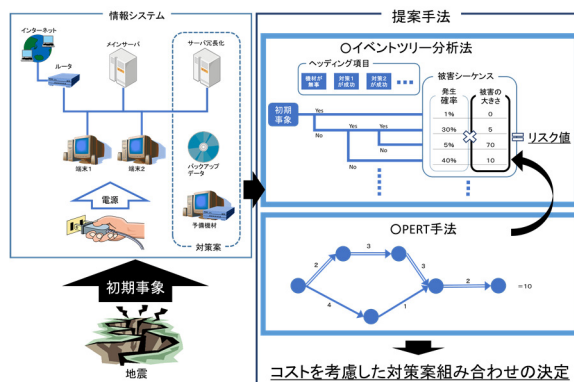 情報システム
インターネット
ルータ
メインサーバ
サーバ冗長化
端末1
端末2
バックアップ
データ
予備機材
対策案
電源
初期事象
地震
提案手法
〇イベントツリー分析法
ヘッディング項目
機材が
無事
対策1
が成功
対策2
が成功
■■■
被害シーケンス
発生
確率
被害の
大きさ
初期
事象
Yes
Yes
No
Yes
No
No
1%
0
30%
5
5%
70
40%
10
リスク値
〇PERT手法
2
3
3
4
1
2
=10
コストを考慮した対策案組み合わせの決定